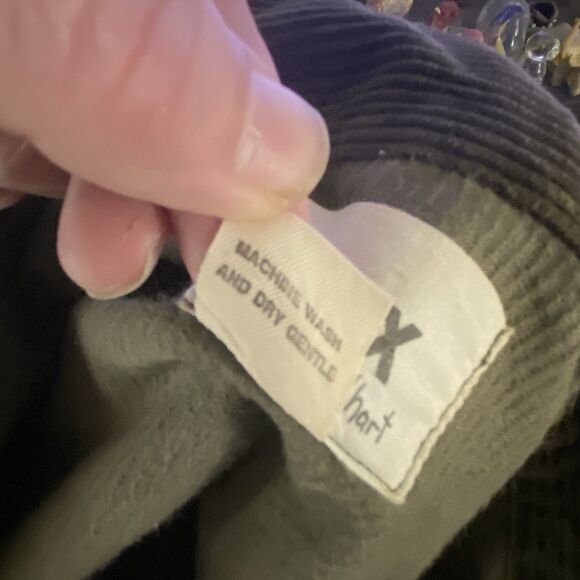 MACHINE WASH
AND DRY GENTLE
X
hart